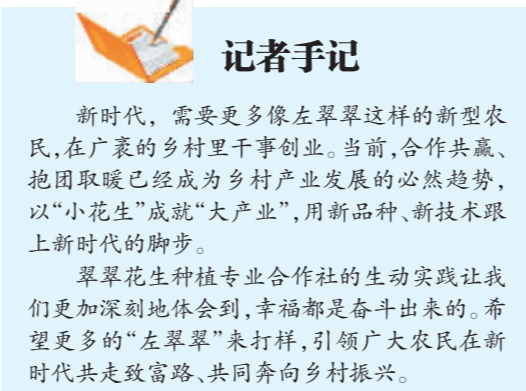 记者手记
新时代，需要更多像左翠翠这样的新型农
民，在广袤的乡村里干事创业。当前，合作共赢、
抱团取暖已经成为乡村产业发展的必然趋势，
以“小花生”成就“大产业”，用新品种、新技术跟
上新时代的脚步。
翠翠花生种植专业合作社的生动实践让我
们更加深刻地体会到，幸福都是奋斗出来的。希
望更多的“左翠翠”来打样，引领广大农民在新
时代共走致富路、共同奔向乡村振兴。